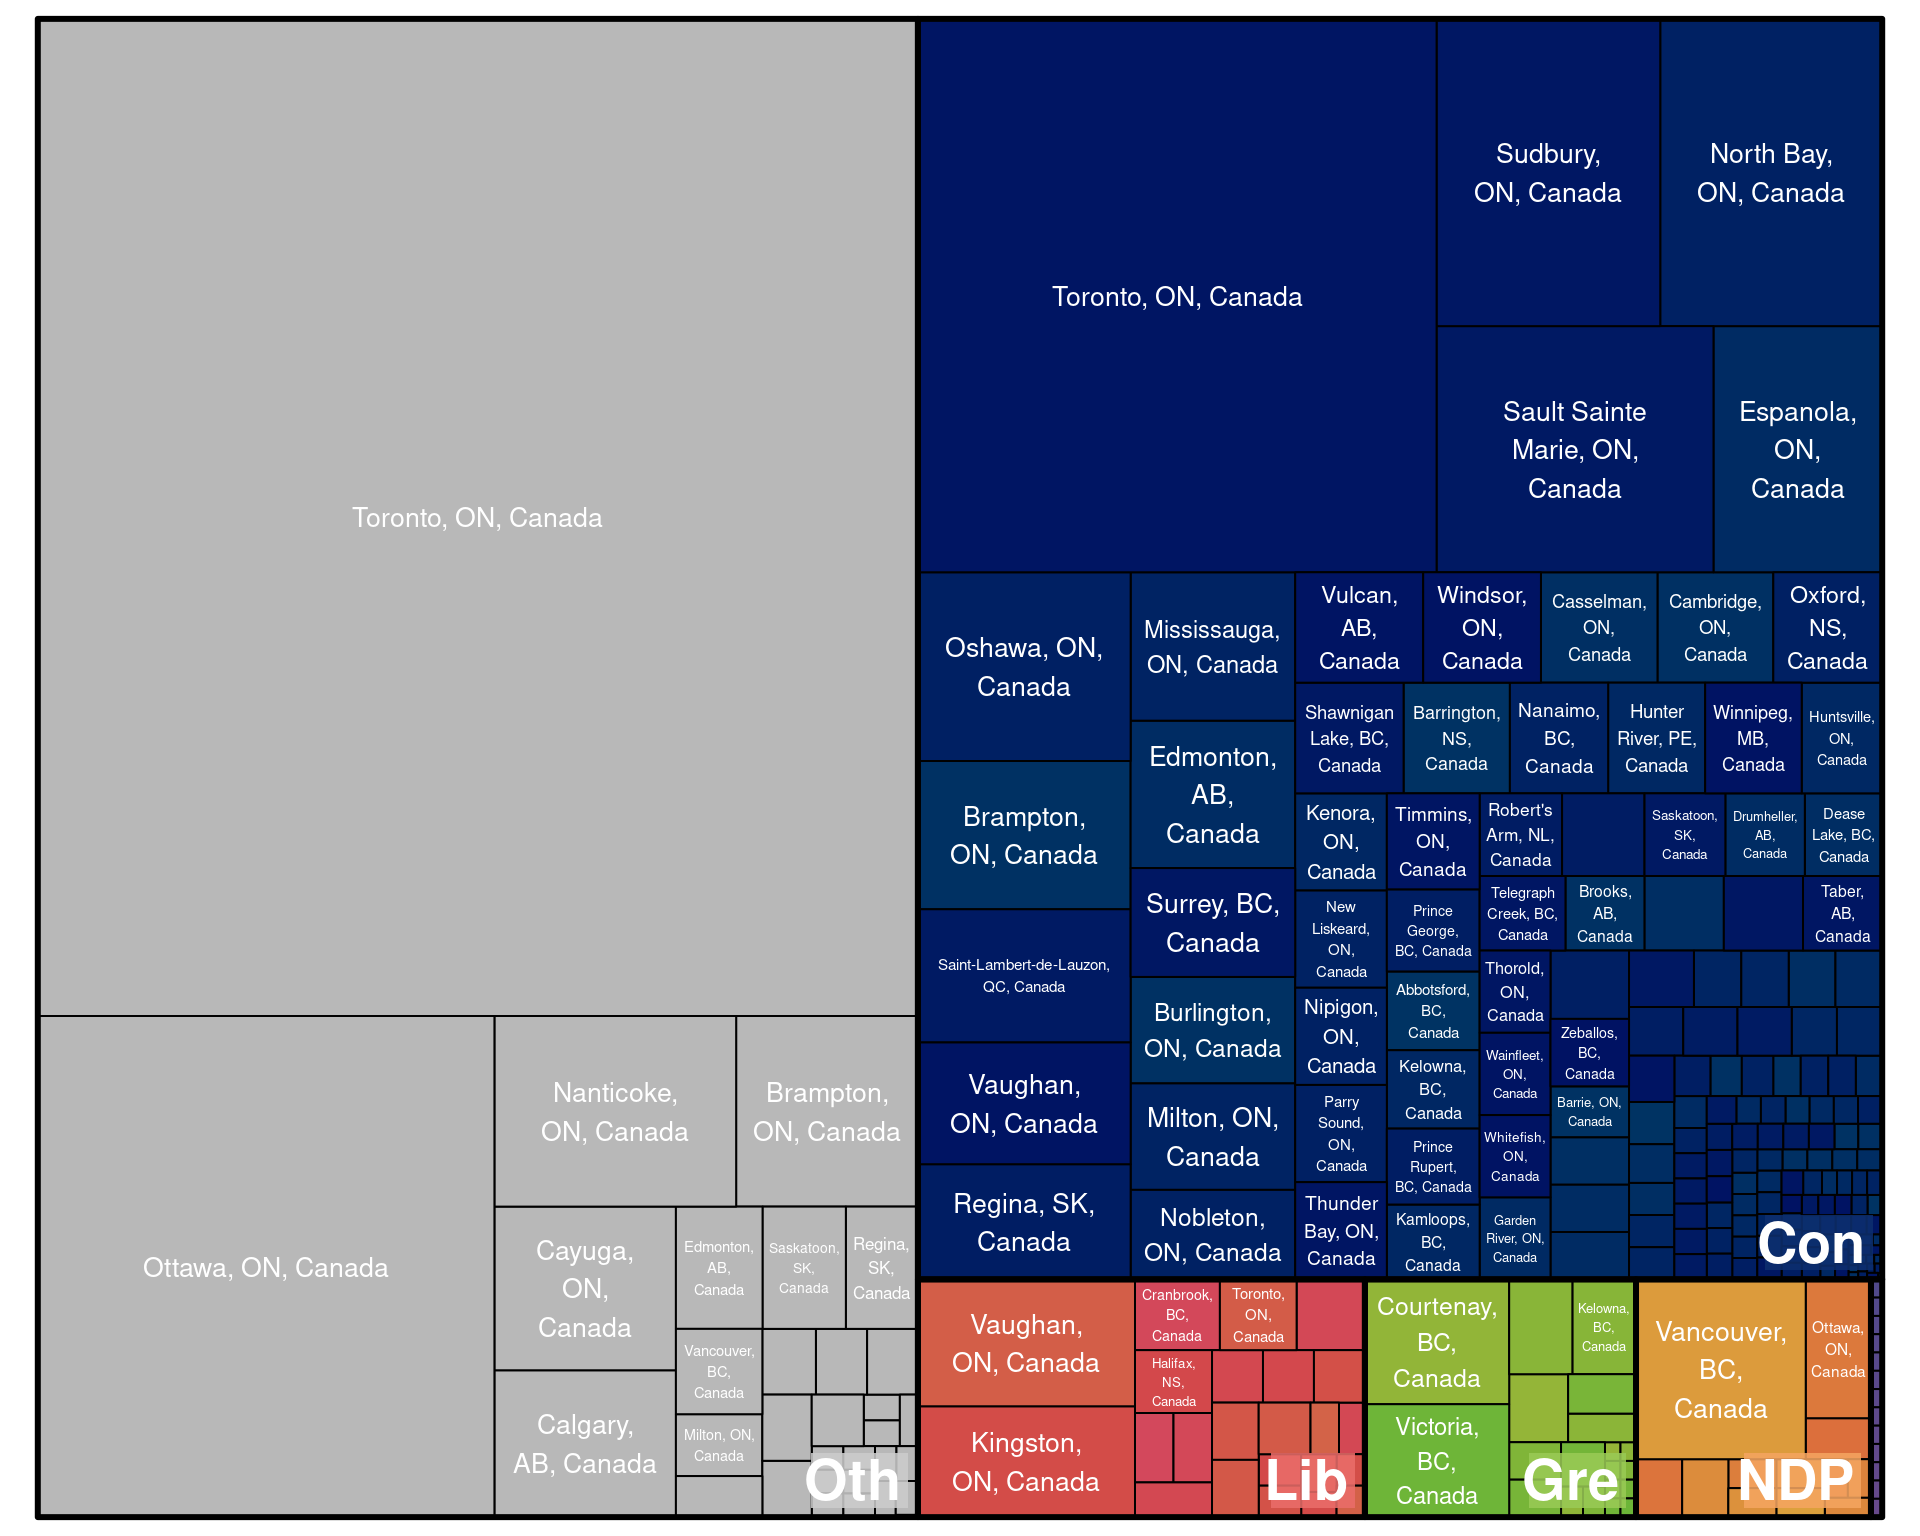 Toronto, ON, Canada
Ottawa, ON, Canada
Nanticoke,
ON, Canada
Brampton,
ON, Canada
Cayuga,
ON,
Canada
Calgary,
AB, Canada
Edmonton,
AB,
Canada
Saskatoon,
SK,
Canada
Regina,
SK,
Canada
Vancouver,
BC,
Canada
Milton, ON,
Canada
Oth
Toronto, ON, Canada
Sudbury,
ON, Canada
North Bay,
ON, Canada
Sault Sainte
Marie, ON,
Canada
Espanola,
ON,
Canada
Oshawa, ON,
Canada
Brampton,
ON, Canada
Saint-Lambert-de-Lauzon,
QC, Canada
Vaughan,
ON, Canada
Regina, SK,
Canada
Mississauga,
ON, Canada
Edmonton,
AB,
Canada
Surrey, BC,
Canada
Burlington,
ON, Canada
Milton, ON,
Canada
Nobleton,
ON, Canada
Vulcan,
AB,
Canada
Windsor,
ON,
Canada
Casselman,
ON,
Canada
Cambridge,
ON,
Canada
Oxford,
NS,
Canada
Shawnigan
Lake, BC,
Canada
Barrington,
NS,
Canada
Nanaimo,
BC,
Canada
Hunter
River, PE,
Canada
Winnipeg,
MB,
Canada
Huntsville,
ON,
Canada
Kenora,
ON,
Canada
New
Liskeard,
ON,
Canada
Nipigon,
ON,
Canada
Parry
Sound,
ON,
Canada
Thunder
Bay, ON,
Canada
Timmins,
ON,
Canada
Prince
George,
BC, Canada
Abbotsford,
BC,
Canada
Kelowna,
BC,
Canada
Prince
Rupert,
BC, Canada
Kamloops,
BC,
Canada
Robert's
Arm, NL,
Canada
Saskatoon,
SK,
Canada
Drumheller,
AB,
Canada
Dease
Lake, BC,
Canada
Telegraph
Creek, BC,
Canada
Brooks,
AB,
Canada
Taber,
AB,
Canada
Thorold,
ON,
Canada
Wainfleet,
ON,
Canada
Whitefish,
ON,
Canada
Garden
River, ON,
Canada
Zeballos,
BC,
Canada
Barrie, ON,
Canada
Con
Vaughan,
ON, Canada
Kingston,
ON, Canada
Cranbrook,
BC,
Canada
Toronto,
ON,
Canada
Halifax,
NS,
Canada
Lib
Courtenay,
BC,
Canada
Victoria,
BC,
Canada
Kelowna,
BC,
Canada
Gre
Vancouver,
BC,
Canada
Ottawa,
ON,
Canada
NDP